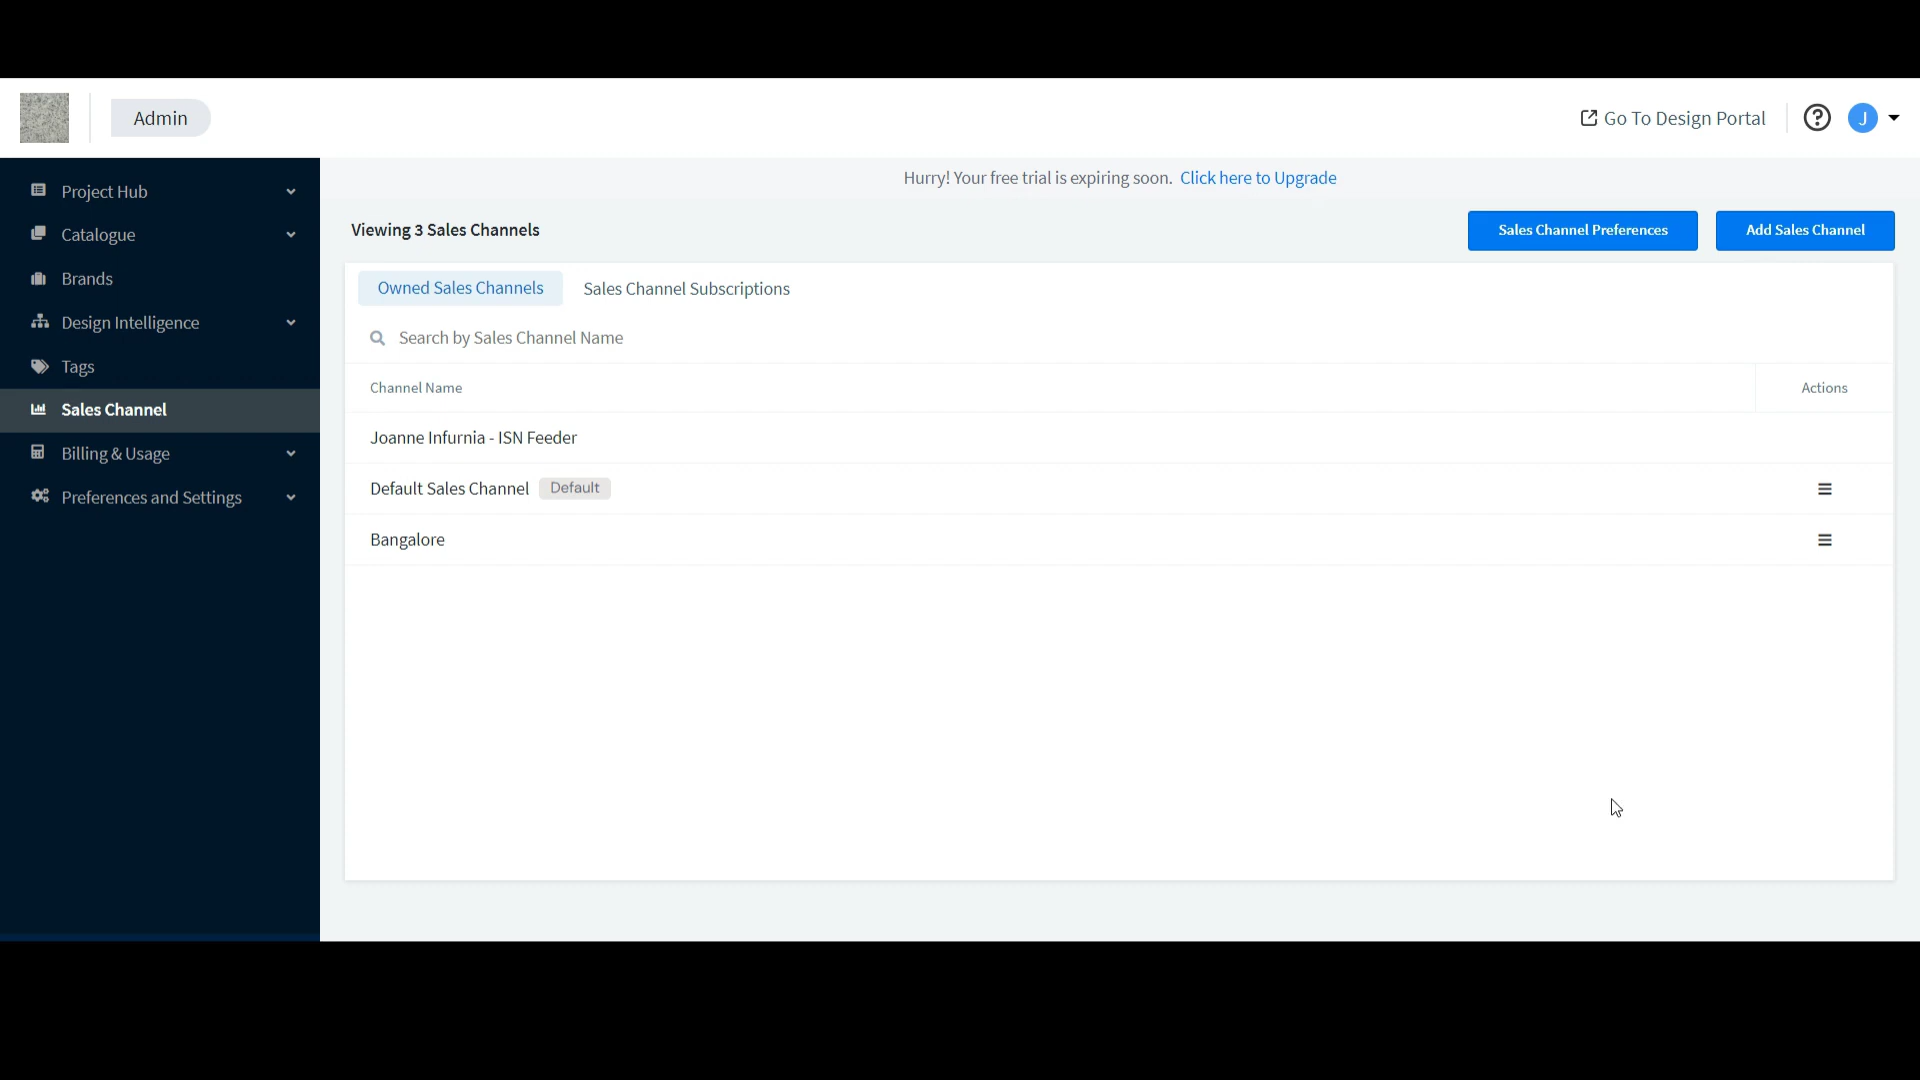 Admin
Go To Design Portal
J
Project Hub
Catalogue
Brands
Design Intelligence
Tags
Sales Channel
Billing & Usage
Preferences and Settings
Hurry! Your free trial is expiring soon. Click here to Upgrade
Viewing 3 Sales Channels
Sales Channel Preferences
Add Sales Channel
Owned Sales Channels
Sales Channel Subscriptions
Search by Sales Channel Name
Channel Name
Actions
Joanne Infurnia - ISN Feeder
Default Sales Channel Default
Bangalore